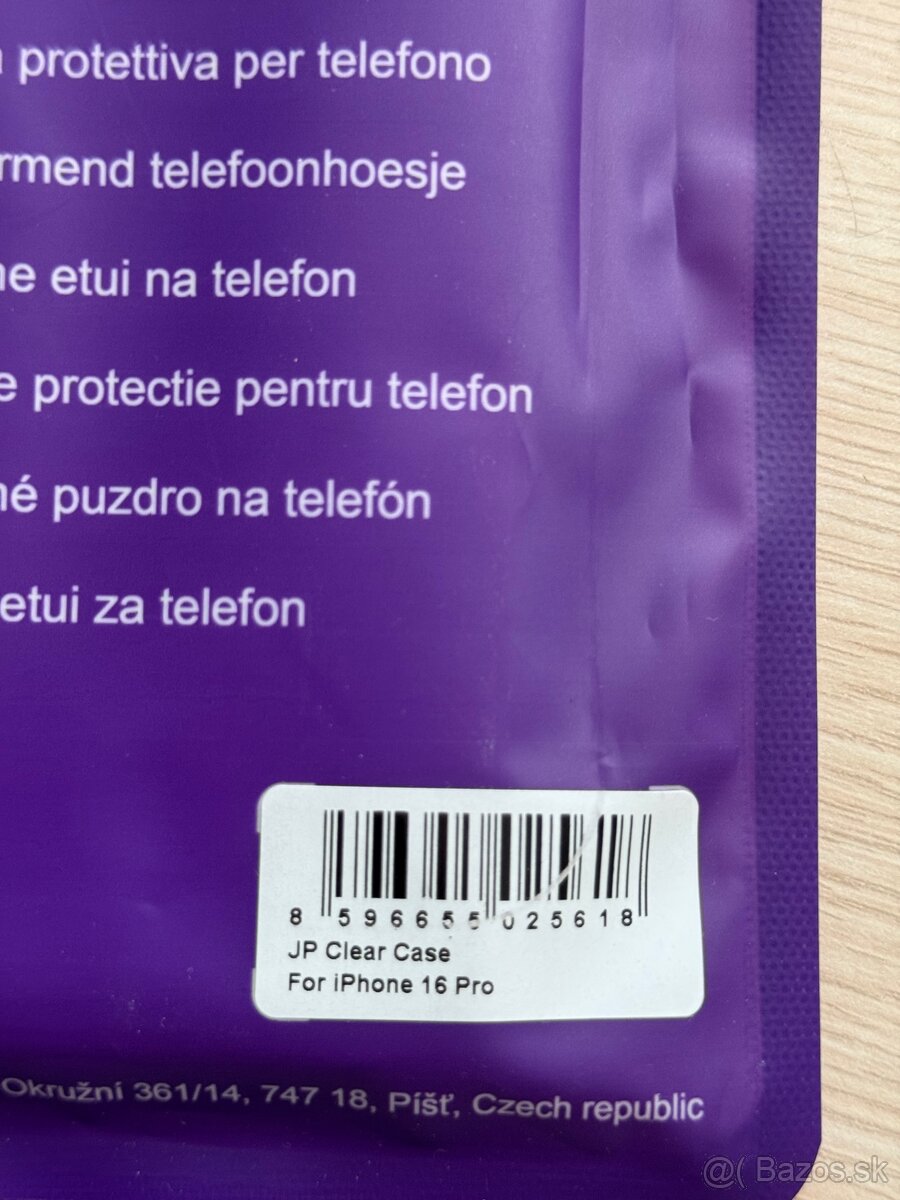 protettiva per telefono
rmend telefoonhoesje
ne etui na telefon
e protectie pentru telefon
né puzdro na telefón
etui za telefon
8 596655 025618
JP Clear Case
For iPhone 16 Pro
Okružní 361/14, 747 18, Píšť, Czech republic
@( Bazos.sk